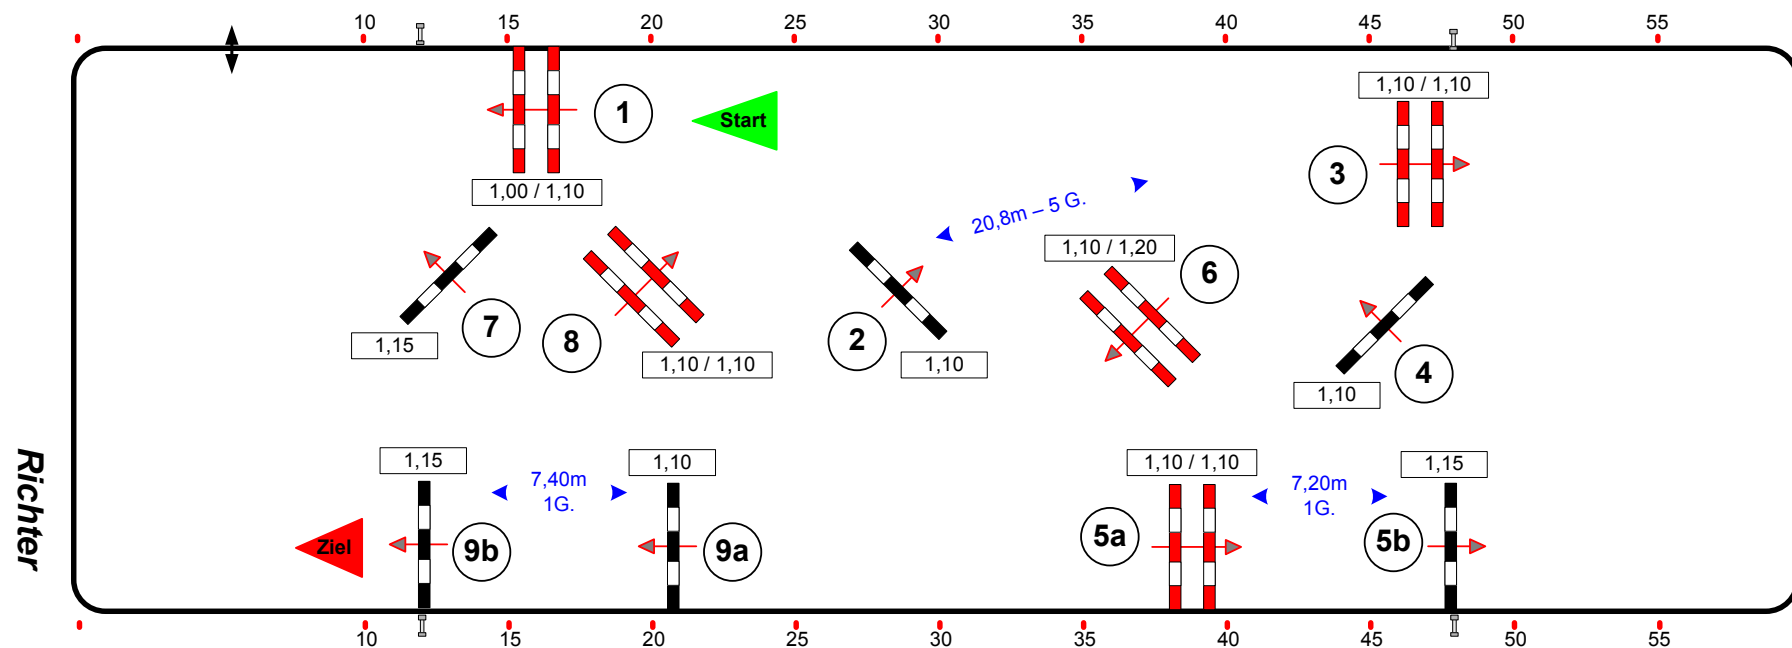 10 15 20 25 30 35 40 45 50 55
1
Start
1,00 / 1,10
1,10 / 1,10
3
20,8m – 5 G.
1,10 / 1,20
6
7
1,15
8
1,10 / 1,10
2
1,10
4
1,10
Richter
1,15
7,40m
1G.
1,10
1,10 / 1,10
7,20m
1G.
1,15
Ziel
9b
9a
5a
5b
10 15 20 25 30 35 40 45 50 55